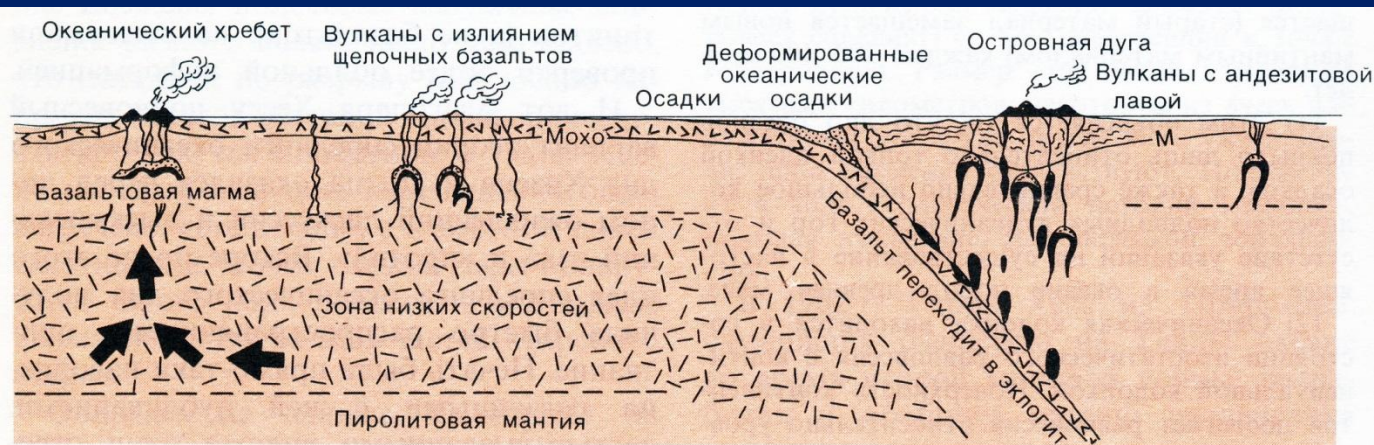 Океанический хребет
Вулканы с излиянием
щелочных базальтов
Осадки
Деформированные
океанические
осадки
Островная дуга
Вулканы с андезитовой
лавой
Мохо
М
Базальтовая магма
Зона низких скоростей
Пиролитовая мантия
Базальт переходит в эклогит